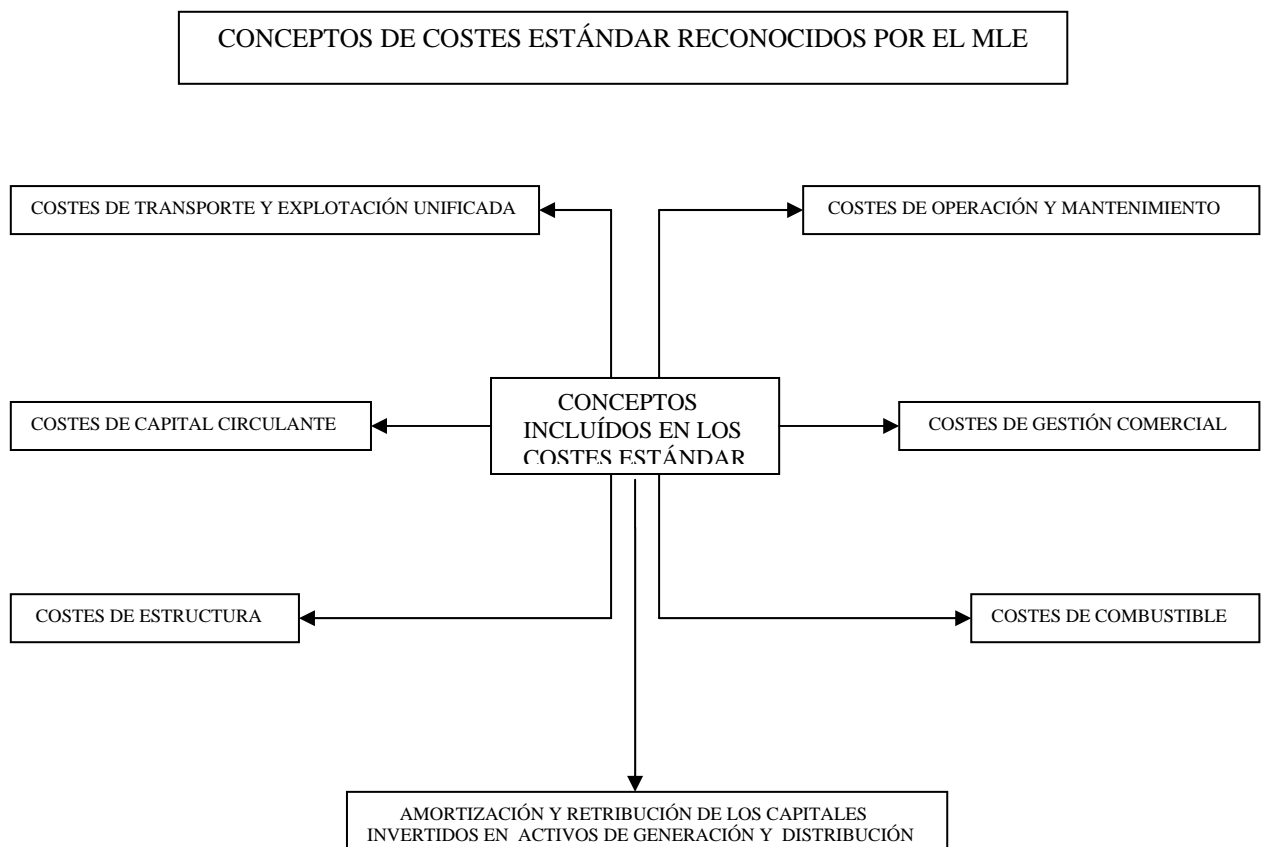 CONCEPTOS DE COSTES ESTÁNDAR RECONOCIDOS POR EL MLE
COSTES DE TRANSPORTE Y EXPLOTACIÓN UNIFICADA
COSTES DE OPERACIÓN Y MANTENIMIENTO
COSTES DE CAPITAL CIRCULANTE
CONCEPTOS
INCLUÍDOS EN LOS
COSTES ESTÁNDAR
COSTES DE GESTIÓN COMERCIAL
COSTES DE ESTRUCTURA
COSTES DE COMBUSTIBLE
AMORTIZACIÓN Y RETRIBUCIÓN DE LOS CAPITALES
INVERTIDOS EN ACTIVOS DE GENERACIÓN Y DISTRIBUCIÓN